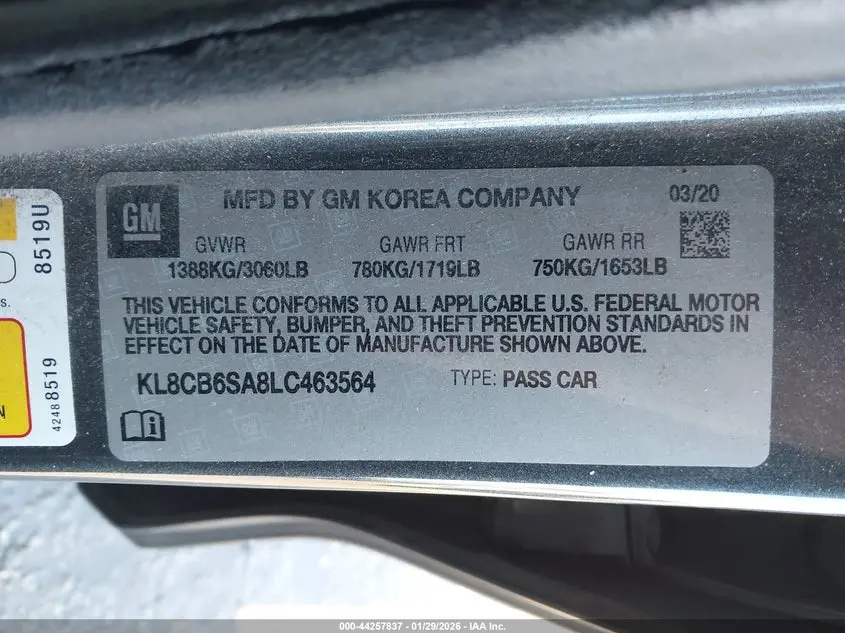 GM
MFD BY GM KOREA COMPANY
03/20
GVWR
1388KG/3060LB
GAWR FRT
780KG/1719LB
GAWR RR
750KG/1653LB
THIS VEHICLE CONFORMS TO ALL APPLICABLE U.S. FEDERAL MOTOR
VEHICLE SAFETY, BUMPER, AND THEFT PREVENTION STANDARDS IN
EFFECT ON THE DATE OF MANUFACTURE SHOWN ABOVE.
KL8CB6SA8LC463564
TYPE: PASS CAR
8519U
s.
42488519
N
000-44257837 - 01/29/2026 - IAA Inc.